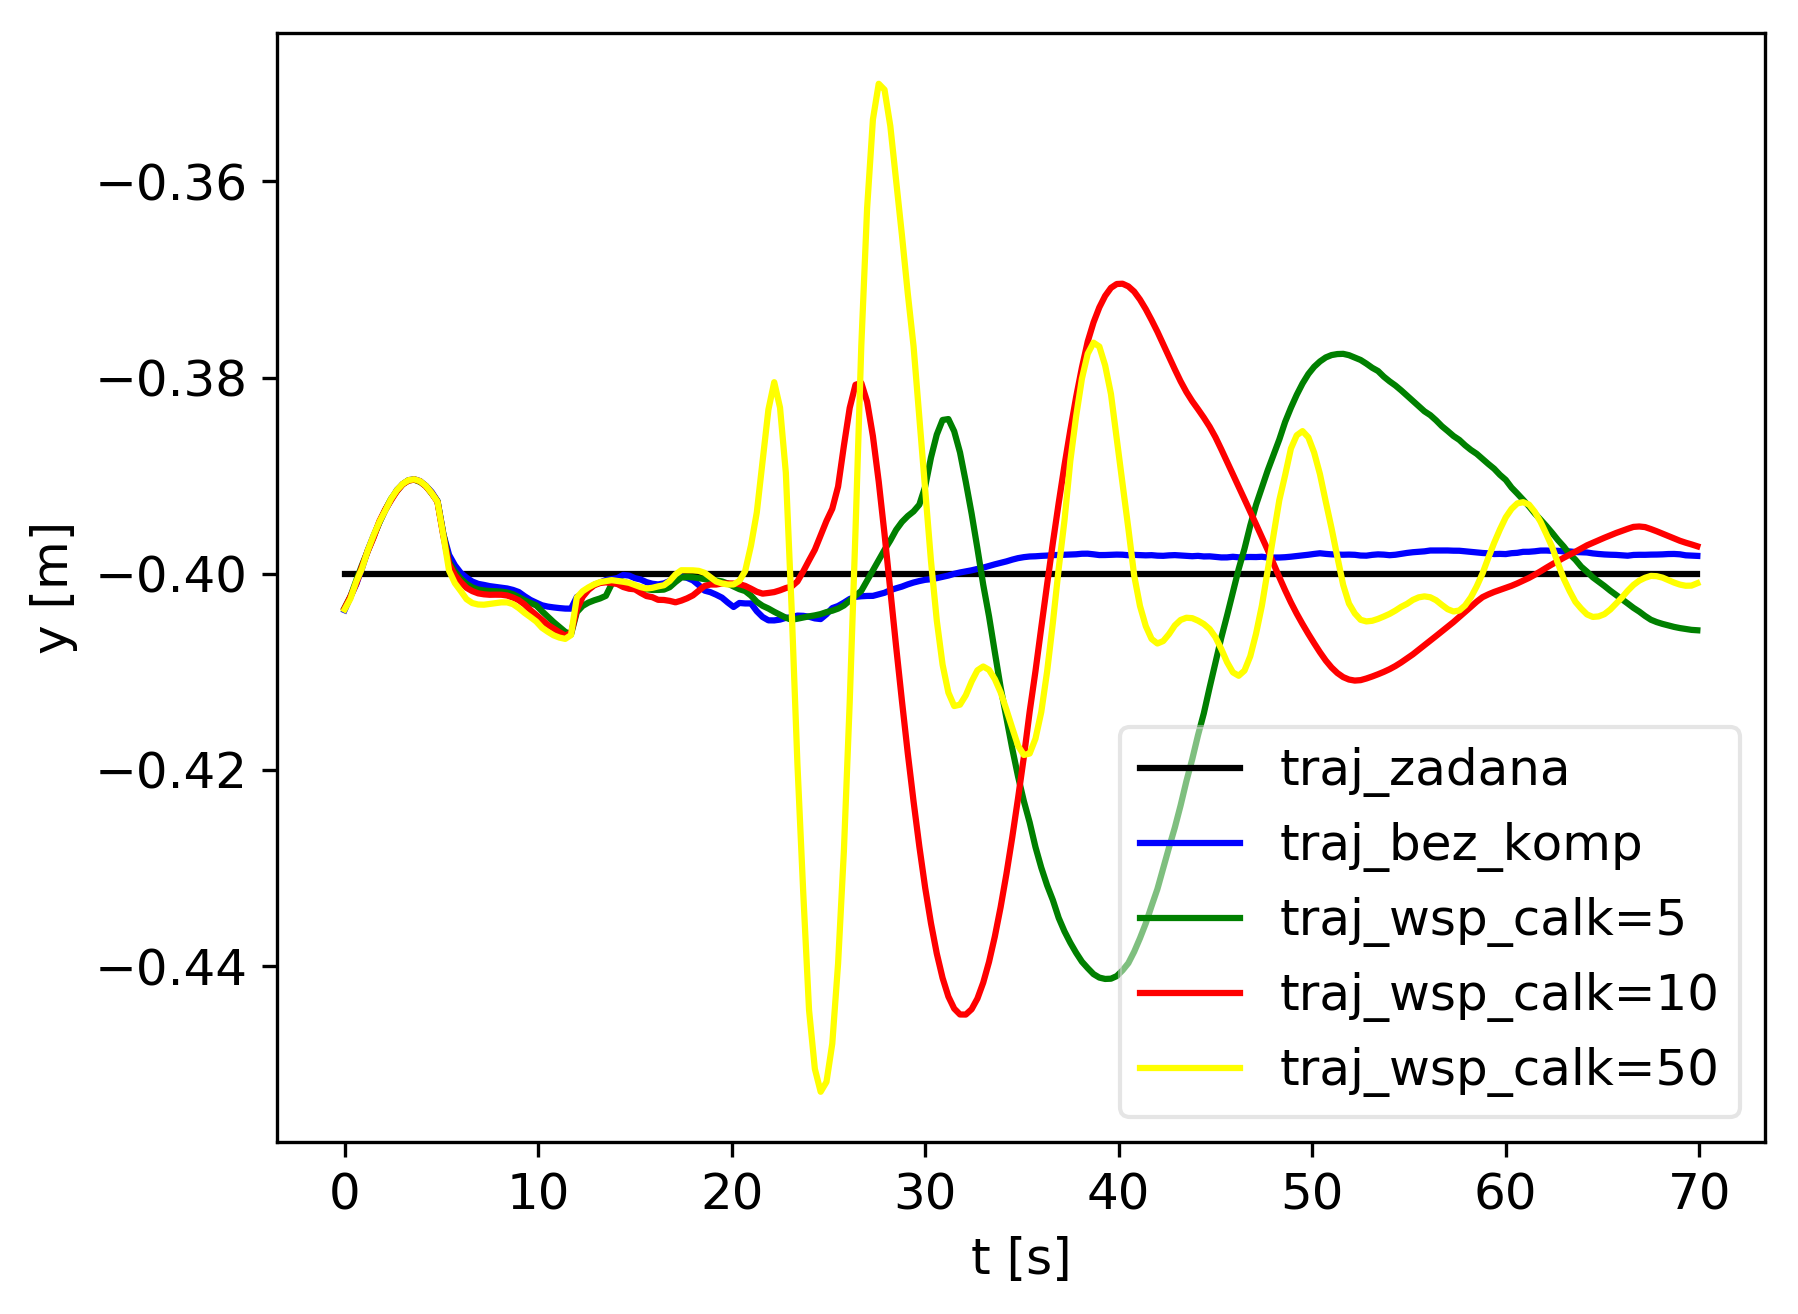 y [m]
−0.36
−0.38
−0.40
−0.42
−0.44
traj_zadana
traj_bez_komp
traj_wsp_calk=5
traj_wsp_calk=10
traj_wsp_calk=50
0 10 20 30 40 50 60 70
t [s]